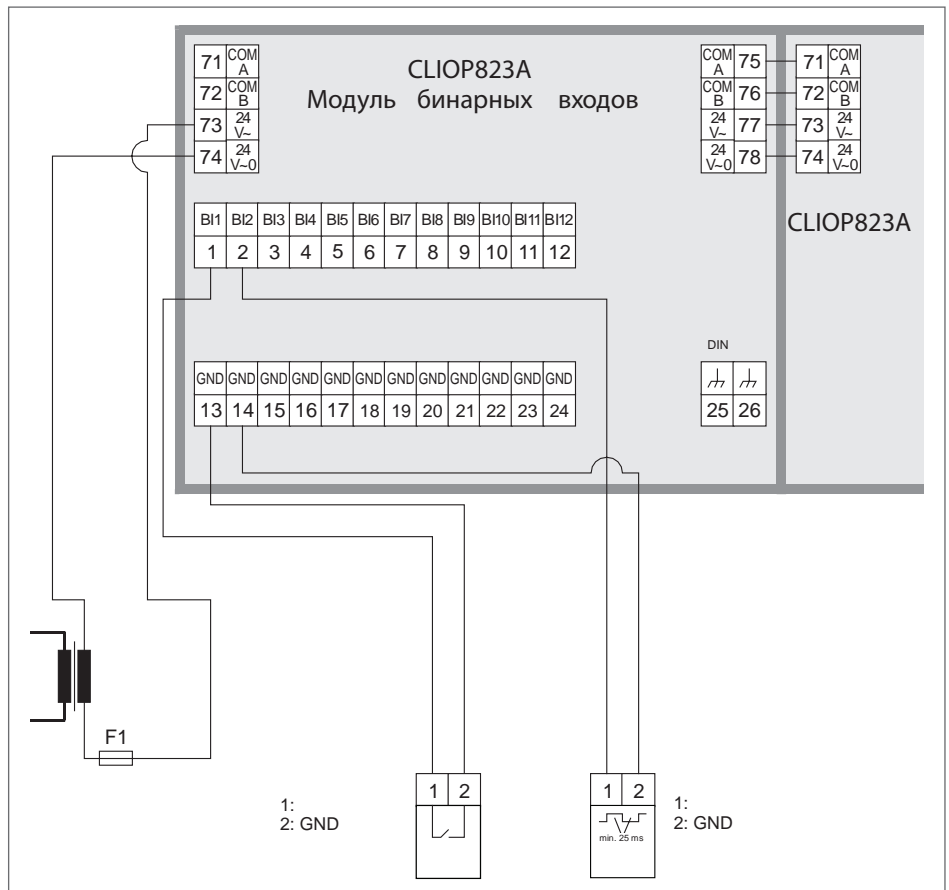 71 COM A
72 COM B
73 24 V~
74 24 V~0
CLIOP823A
Модуль бинарных входов
COM A 75
COM B 76
24 V~ 77
24 V~0 78
71 COM A
72 COM B
73 24 V~
74 24 V~0
CLIOP823A
BI1 BI2 BI3 BI4 BI5 BI6 BI7 BI8 BI9 BI10 BI11 BI12
1 2 3 4 5 6 7 8 9 10 11 12
DIN
GND GND GND GND GND GND GND GND GND GND GND GND
13 14 15 16 17 18 19 20 21 22 23 24
25 26
F1
1 2
1:
2: GND
1 2
min. 25 ms
1:
2: GND